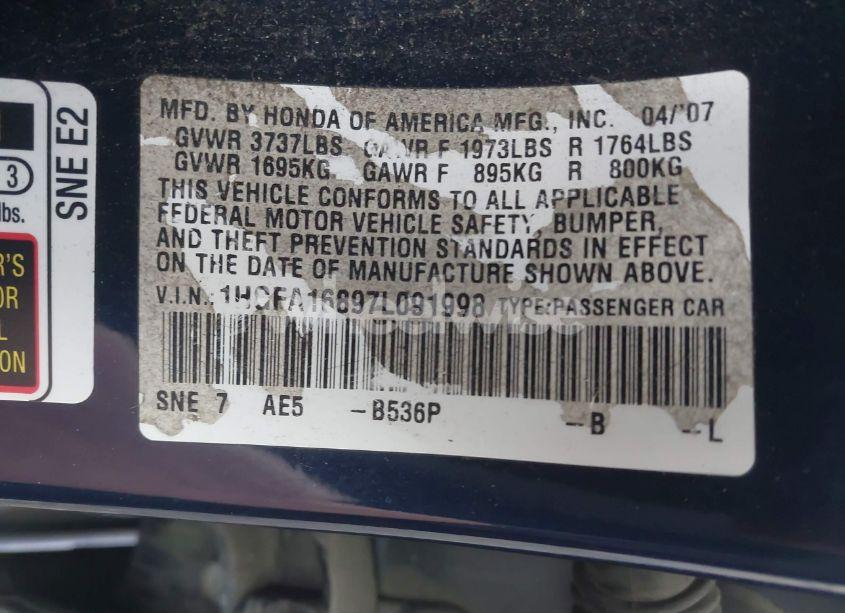 SNE E2
3
lbs.
R'S
OR
L
ION
MFD. BY HONDA OF AMERICA MFG., INC. 04/'07
GVWR 3737LBS GAWR F 1973LBS R 1764LBS
GVWR 1695KG GAWR F 895KG R 800KG
THIS VEHICLE CONFORMS TO ALL APPLICABLE
FEDERAL MOTOR VEHICLE SAFETY, BUMPER,
AND THEFT PREVENTION STANDARDS IN EFFECT
ON THE DATE OF MANUFACTURE SHOWN ABOVE.
V.I.N.: 1HGFA16897L091998 TYPE:PASSENGER CAR
SNE 7 AE5 -B536P -B -L